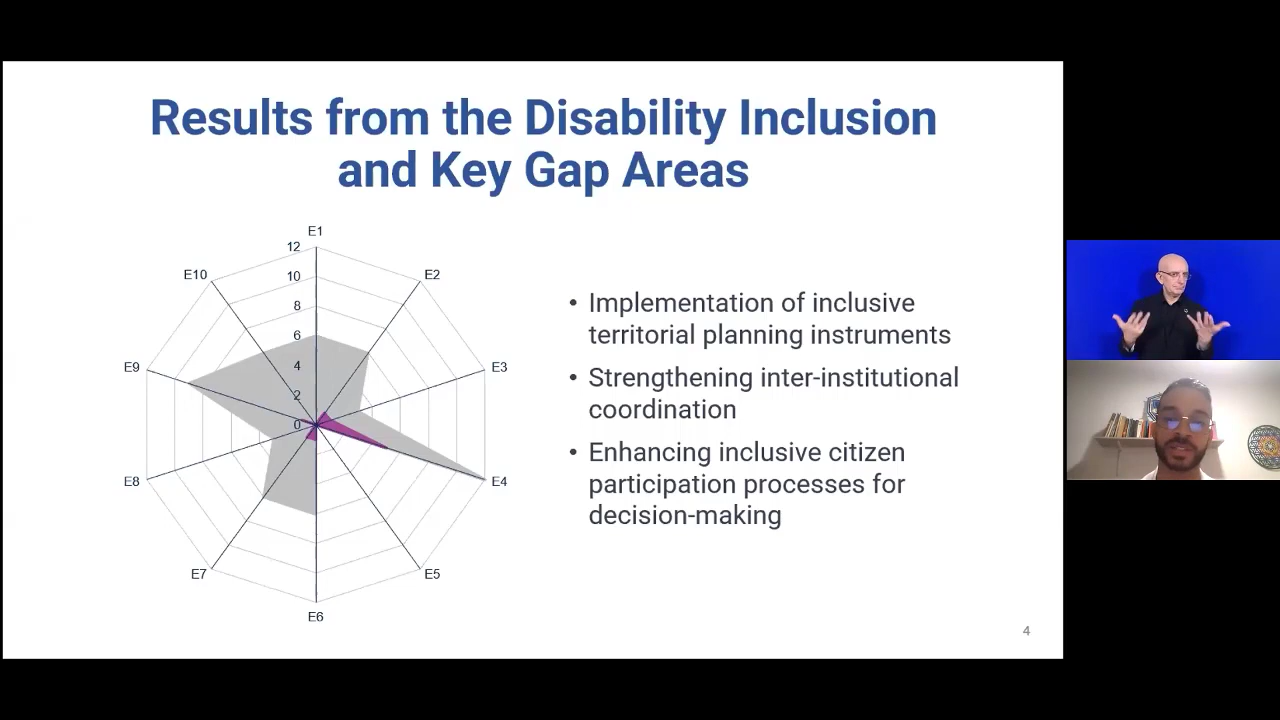 Results from the Disability Inclusion
and Key Gap Areas
E1
12
E10
E2
10
8
6
E9
4
E3
2
0
E8
E4
E7
E5
E6
• Implementation of inclusive
territorial planning instruments
• Strengthening inter-institutional
coordination
• Enhancing inclusive citizen
participation processes for
decision-making
4